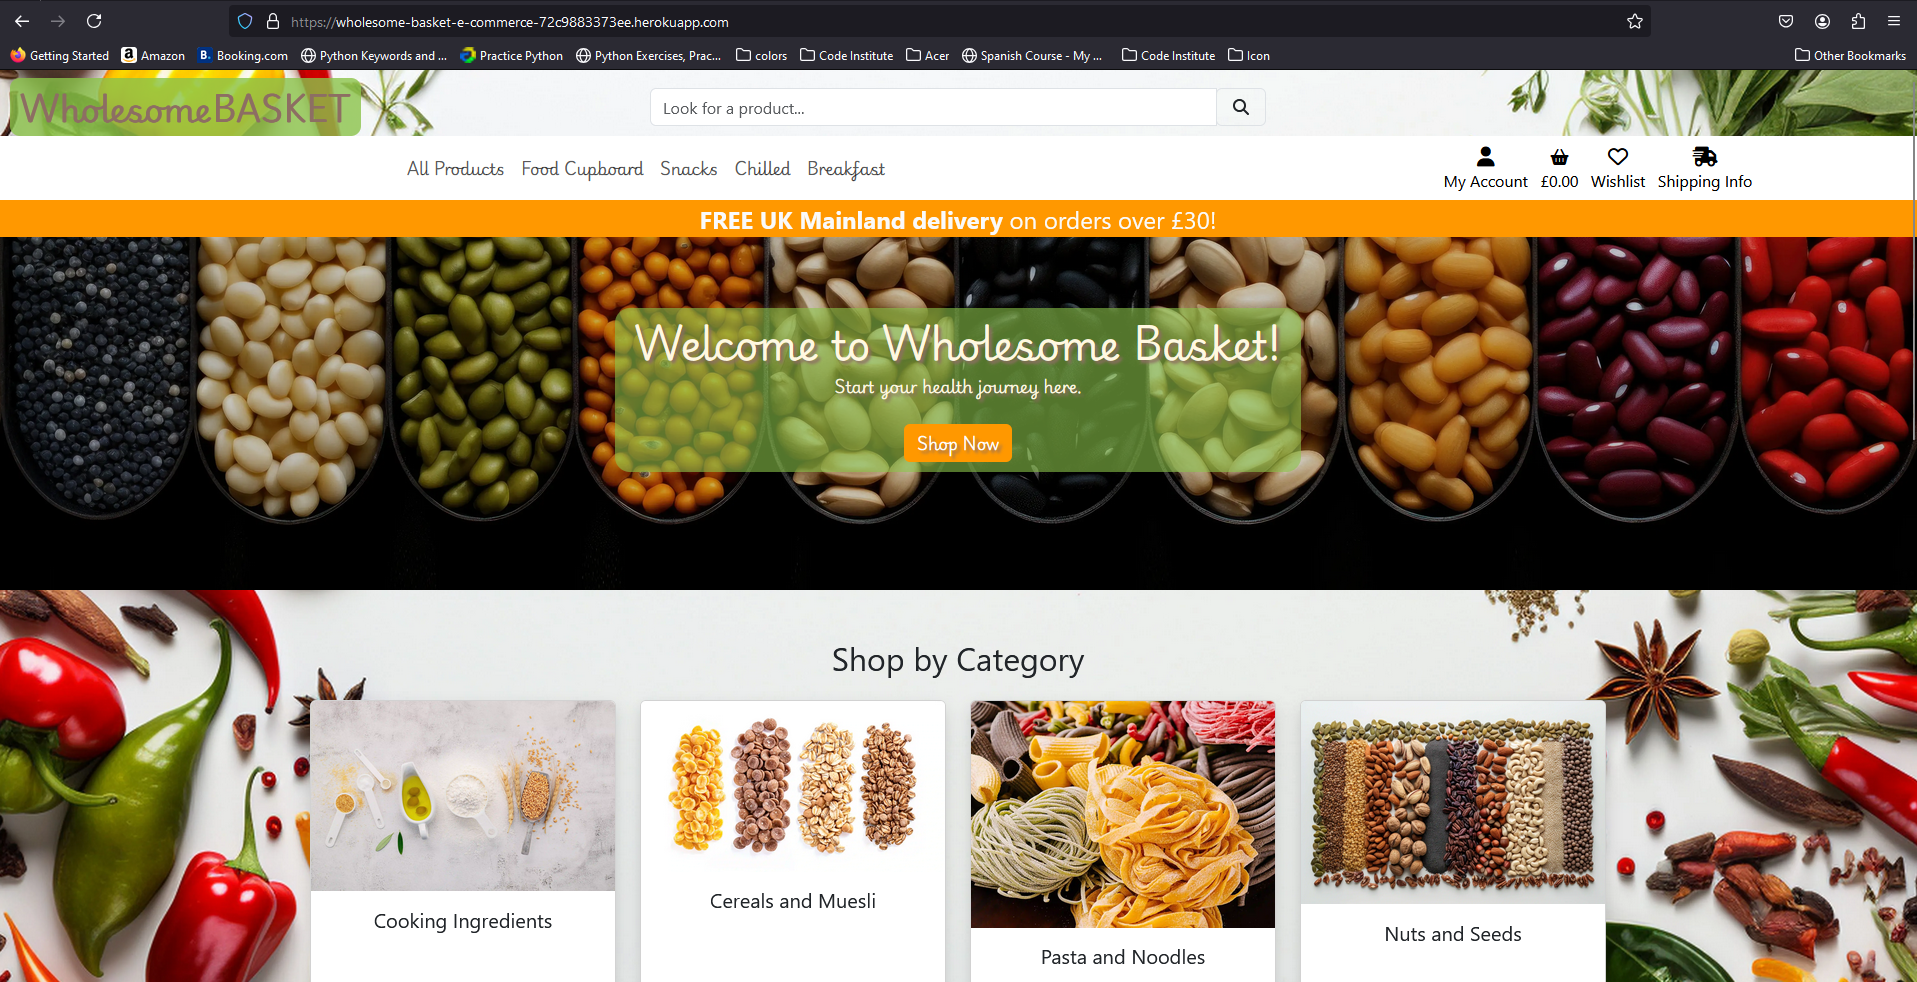 https://wholesome-basket-e-commerce-72c9883373ee.herokuapp.com
Getting Started Amazon B. Booking.com Python Keywords and ... Practice Python Python Exercises, Prac... colors Code Institute Acer Spanish Course - My ... Code Institute Icon Other Bookmarks
WholesomeBASKET
Look for a product...
All Products Food Cupboard Snacks Chilled Breakfast
My Account £0.00 Wishlist Shipping Info
FREE UK Mainland delivery on orders over £30!
Welcome to Wholesome Basket!
Start your health journey here.
Shop Now
Shop by Category
Cooking Ingredients
Cereals and Muesli
Pasta and Noodles
Nuts and Seeds